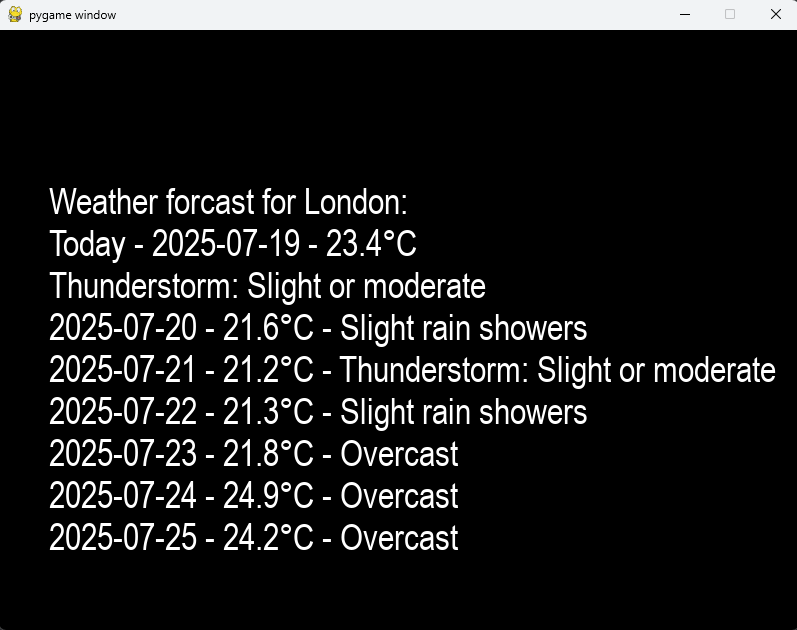 pygame window
Weather forcast for London:
Today - 2025-07-19 - 23.4°C
Thunderstorm: Slight or moderate
2025-07-20 - 21.6°C - Slight rain showers
2025-07-21 - 21.2°C - Thunderstorm: Slight or moderate
2025-07-22 - 21.3°C - Slight rain showers
2025-07-23 - 21.8°C - Overcast
2025-07-24 - 24.9°C - Overcast
2025-07-25 - 24.2°C - Overcast